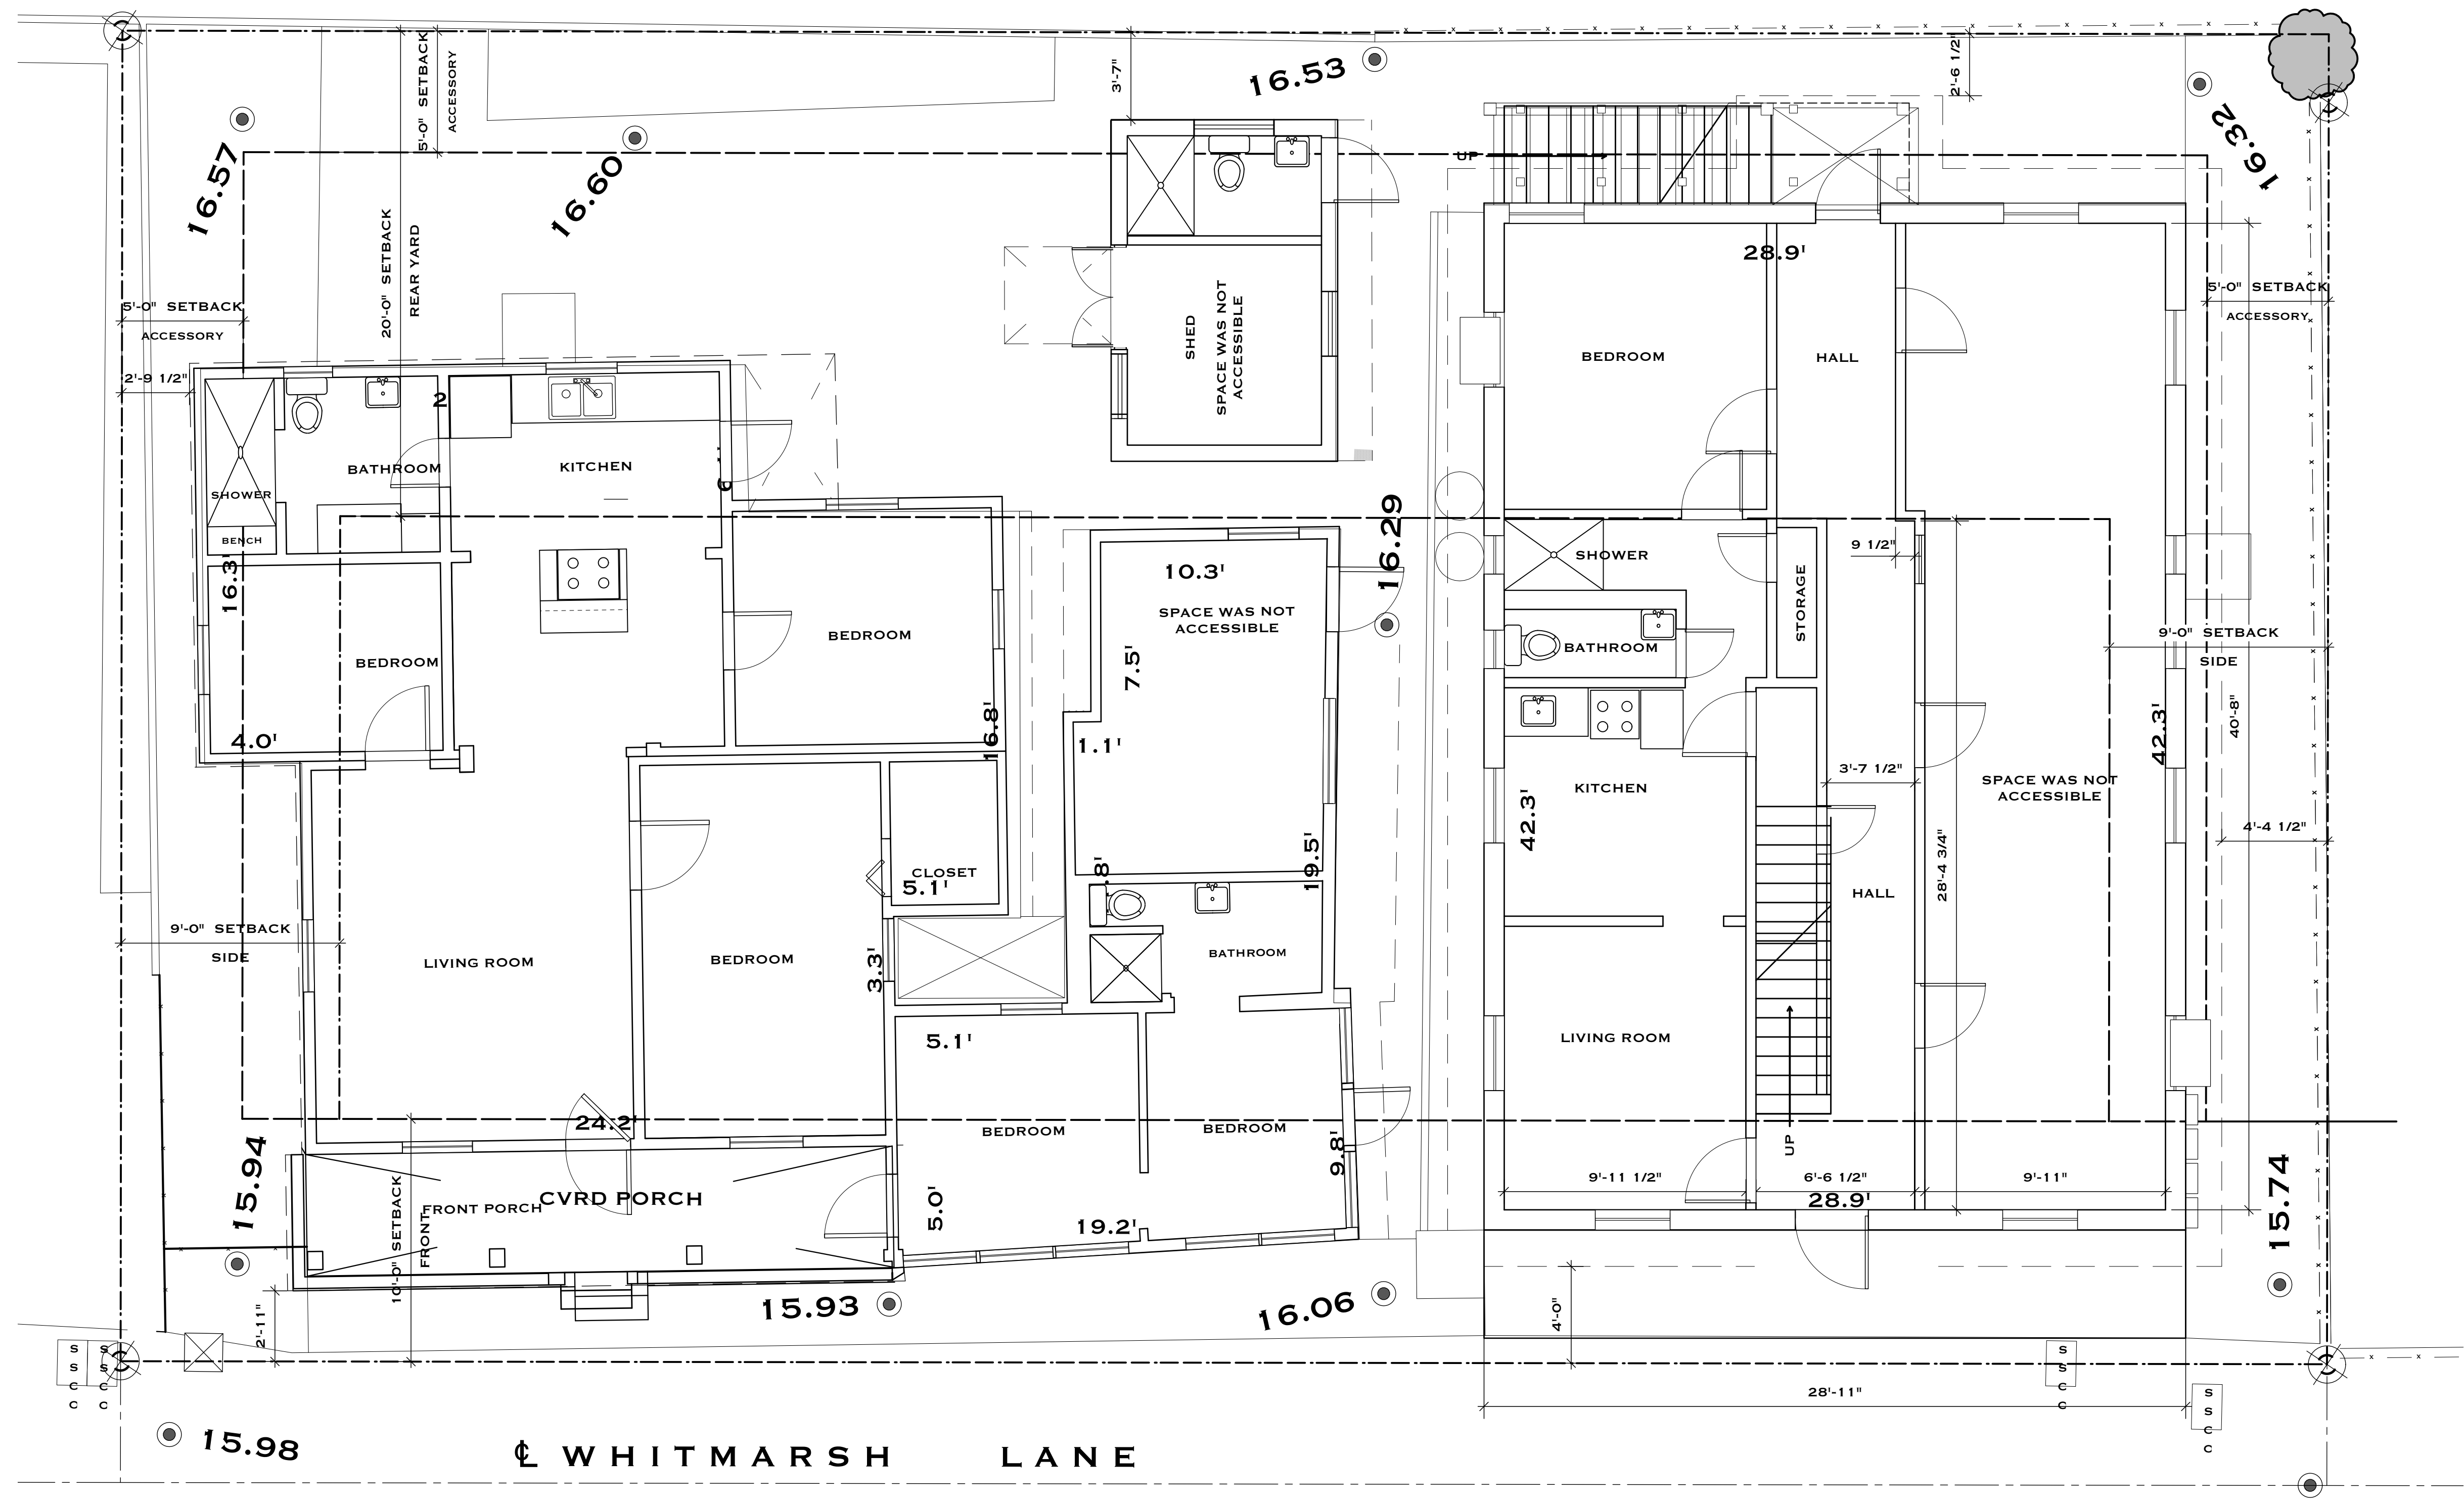 5'-0" SETBACK
ACCESSORY
3'-7"
16.53
2'-6 1/2"
16.57
16.60
16.32
UP
20'-0" SETBACK
REAR YARD
28.9'
5'-0" SETBACK
ACCESSORY
5'-0" SETBACK
ACCESSORY
2'-9 1/2"
SHED
SPACE WAS NOT
ACCESSIBLE
BEDROOM
HALL
2
BATHROOM
KITCHEN
SHOWER
BENCH
16.3'
16.29
10.3'
SPACE WAS NOT
ACCESSIBLE
7.5'
SHOWER
9 1/2"
STORAGE
BATHROOM
BEDROOM
BEDROOM
9'-0" SETBACK
SIDE
4.0'
16.8'
1.1'
42.3'
40'-8"
3'-7 1/2"
SPACE WAS NOT
ACCESSIBLE
KITCHEN
42.3'
4'-4 1/2"
CLOSET
5.1'
.8'
19.5'
28'-4 3/4"
HALL
9'-0" SETBACK
SIDE
LIVING ROOM
BEDROOM
3.3'
BATHROOM
5.1'
LIVING ROOM
24.2'
BEDROOM
BEDROOM
9.8'
UP
15.94
10'-0" SETBACK
FRONT
FRONT PORCH
CVRD PORCH
5.0'
19.2'
9'-11 1/2"
6'-6 1/2"
9'-11"
28.9'
15.74
2'-11"
15.93
16.06
4'-0"
S
S
C
C
S
S
C
C
S
S
C
C
S
S
C
C
28'-11"
15.98
℄ WHITMARSH LANE